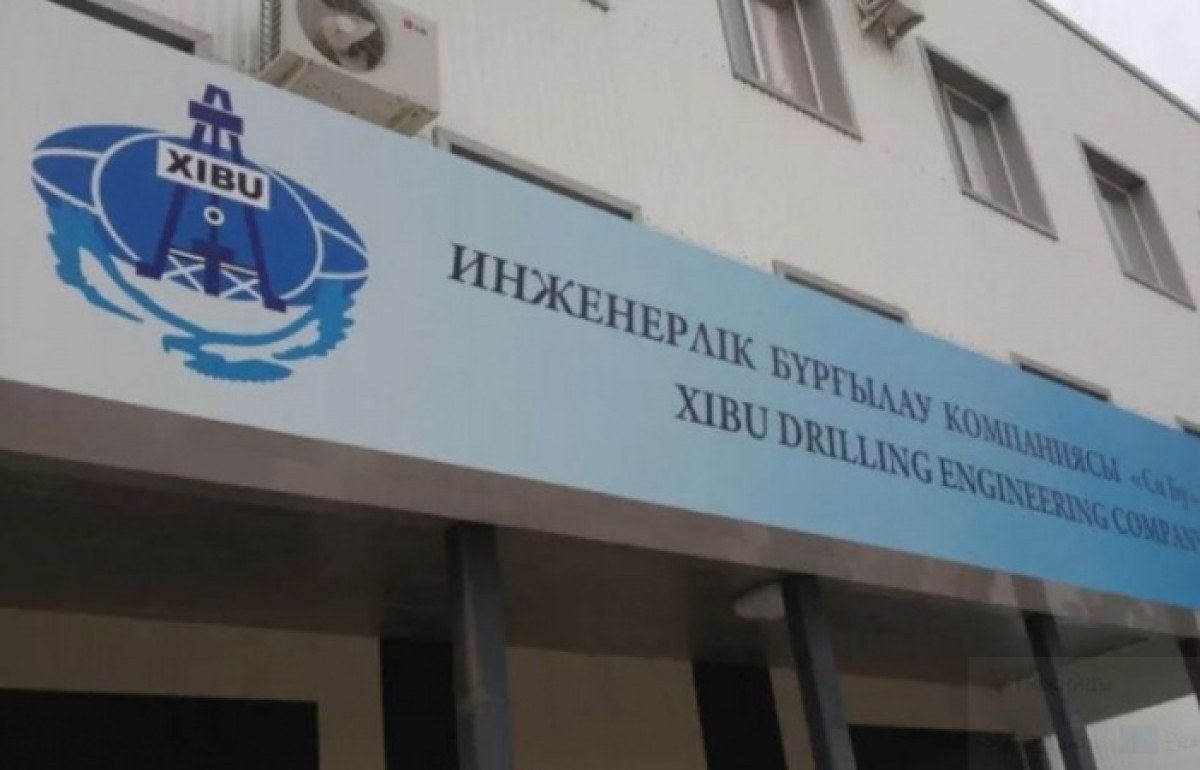 LG
XIBU
ИНЖЕНЕРЛІК БҰРҒЫЛАУ КОМПАНИЯСЫ «Си Бу
XIBU DRILLING ENGINEERING COMPANY